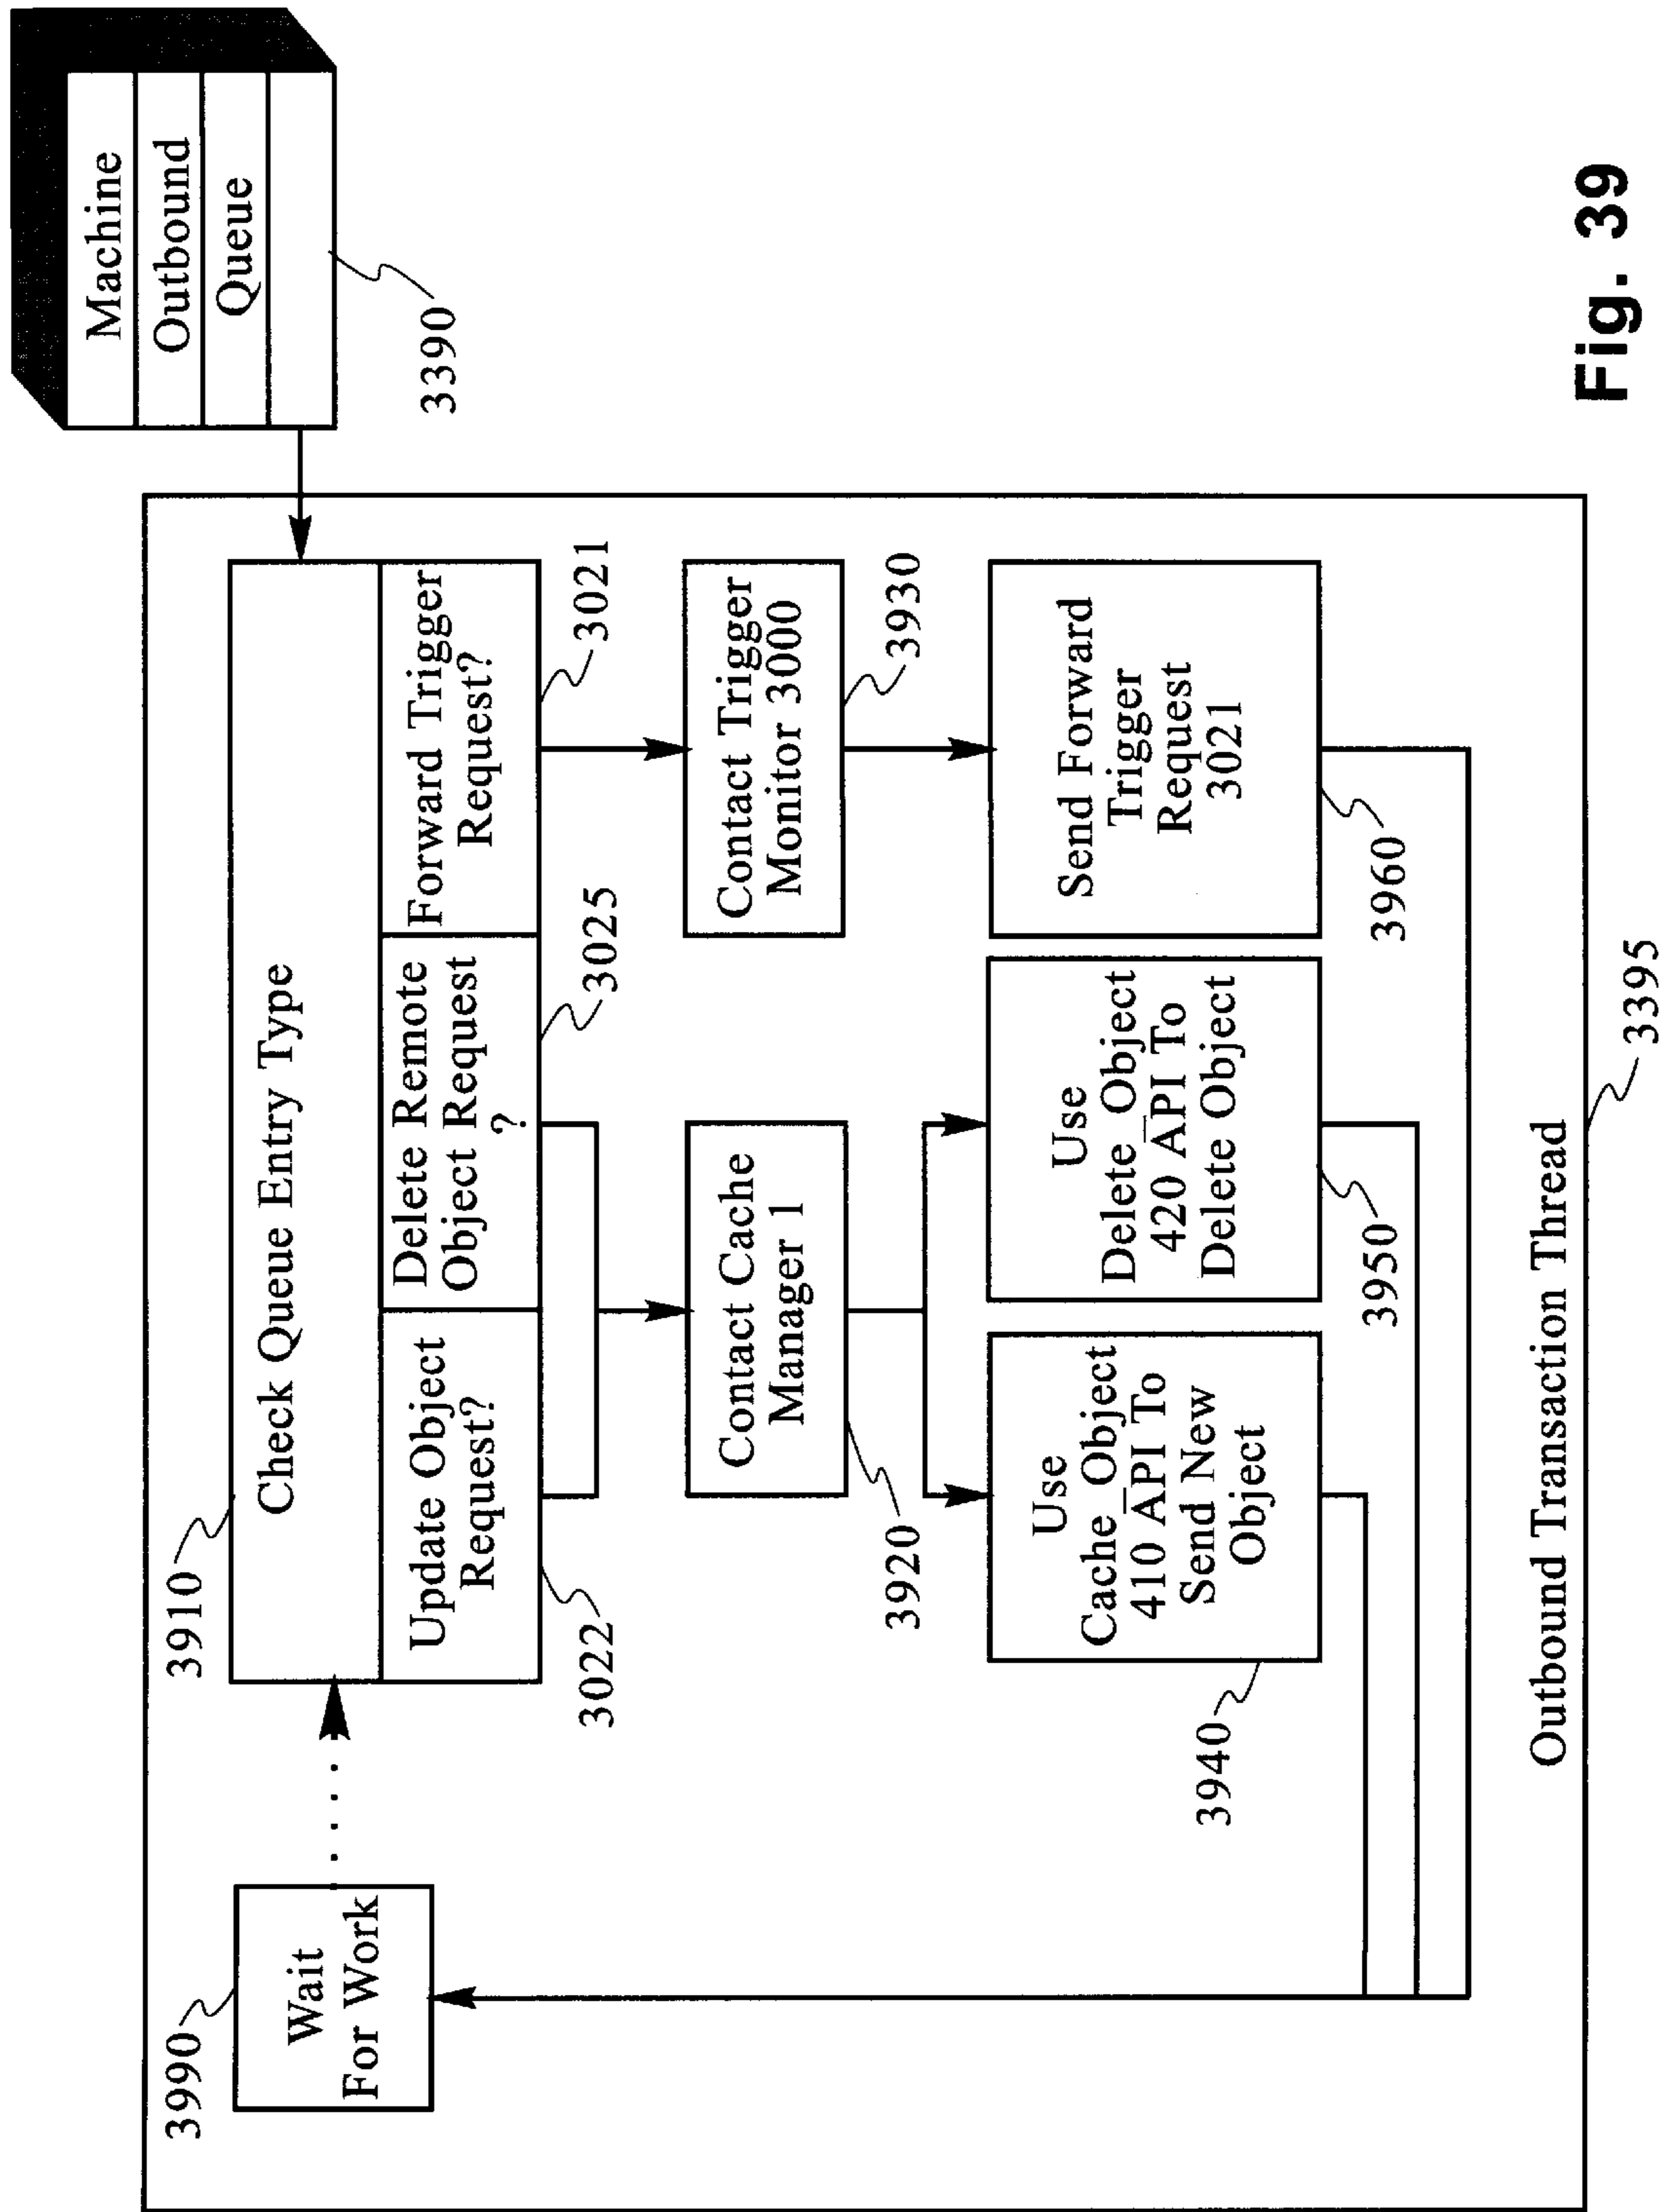 3990
Wait
For Work
3910
Check Queue Entry Type
Update Object
Request?
Delete Remote
Object Request
?
Forward Trigger
Request?
3022
3025
3021
Machine
Outbound
Queue
3390
Contact Cache
Manager 1
3920
Contact Trigger
Monitor 3000
3930
Use
Cache_Object
410 API To
Send New
Object
3940
Use
Delete_Object
420 API To
Delete Object
3950
Send Forward
Trigger
Request
3021
3960
Outbound Transaction Thread
3395
Fig. 39